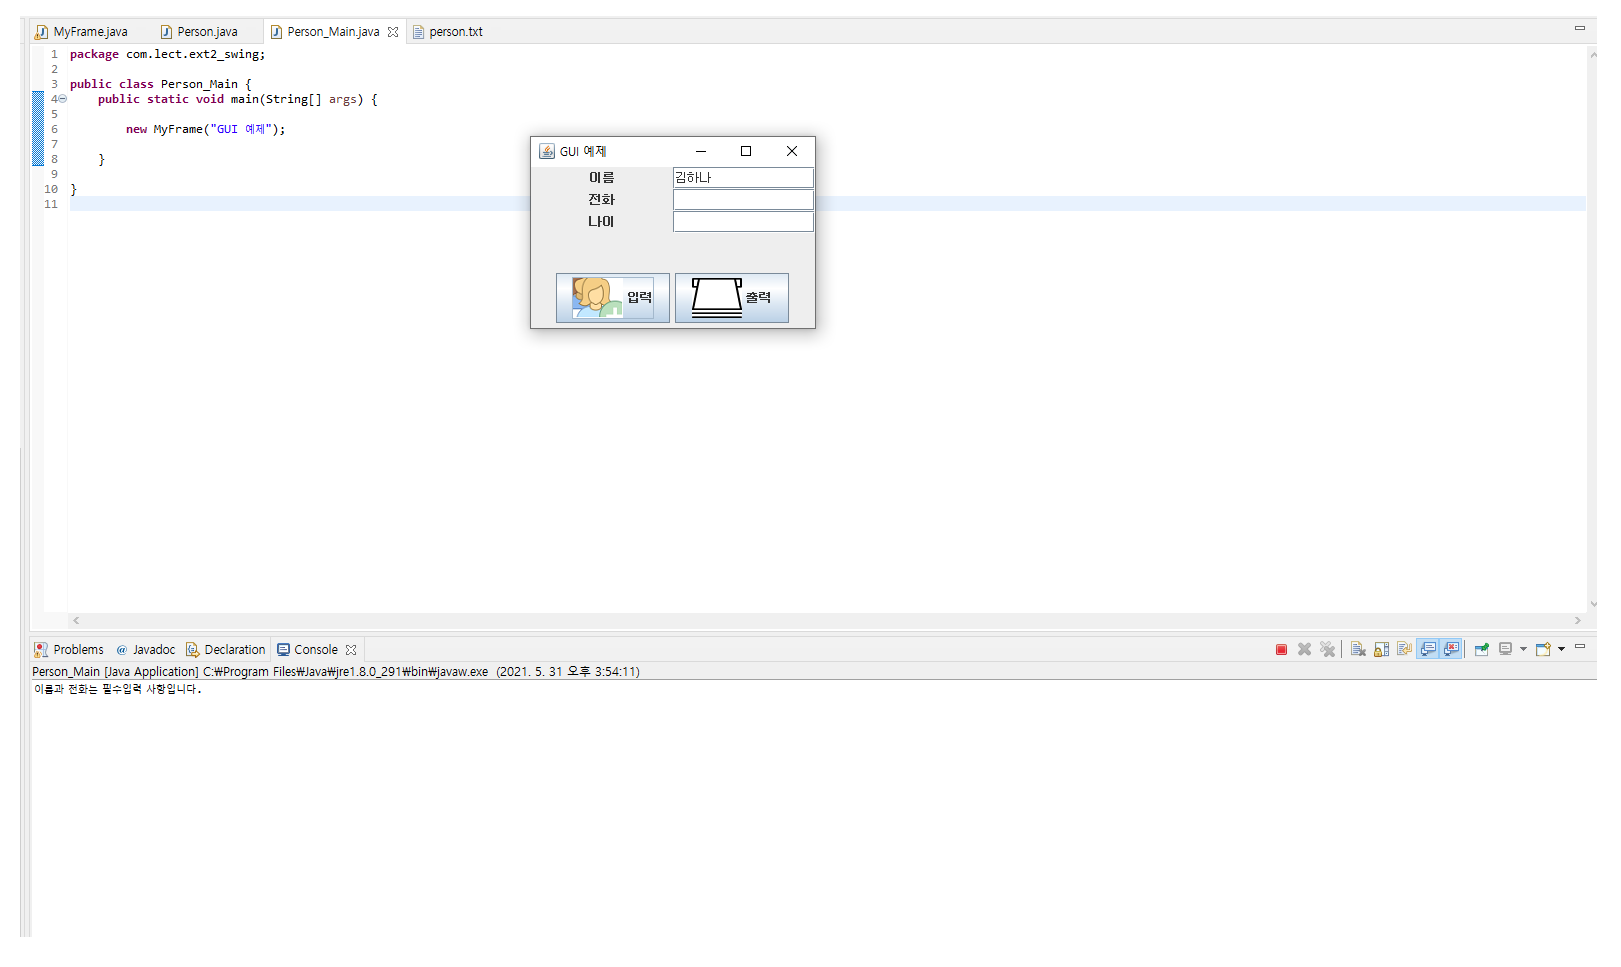 MyFrame.java Person.java Person_Main.java person.txt
1 package com.lect.ext2_swing;
2
3 public class Person_Main {
4 public static void main(String[] args) {
5
6 new MyFrame("GUI 예제");
7
8 }
9
10 }
11
GUI 예제
이름 김하나
전화
나이
입력 출력
Problems @ Javadoc Declaration Console
Person_Main [Java Application] C:₩Program Files₩Java₩jre1.8.0_291₩bin₩javaw.exe (2021. 5. 31 오후 3:54:11)
이름과 전화는 필수입력 사항입니다.